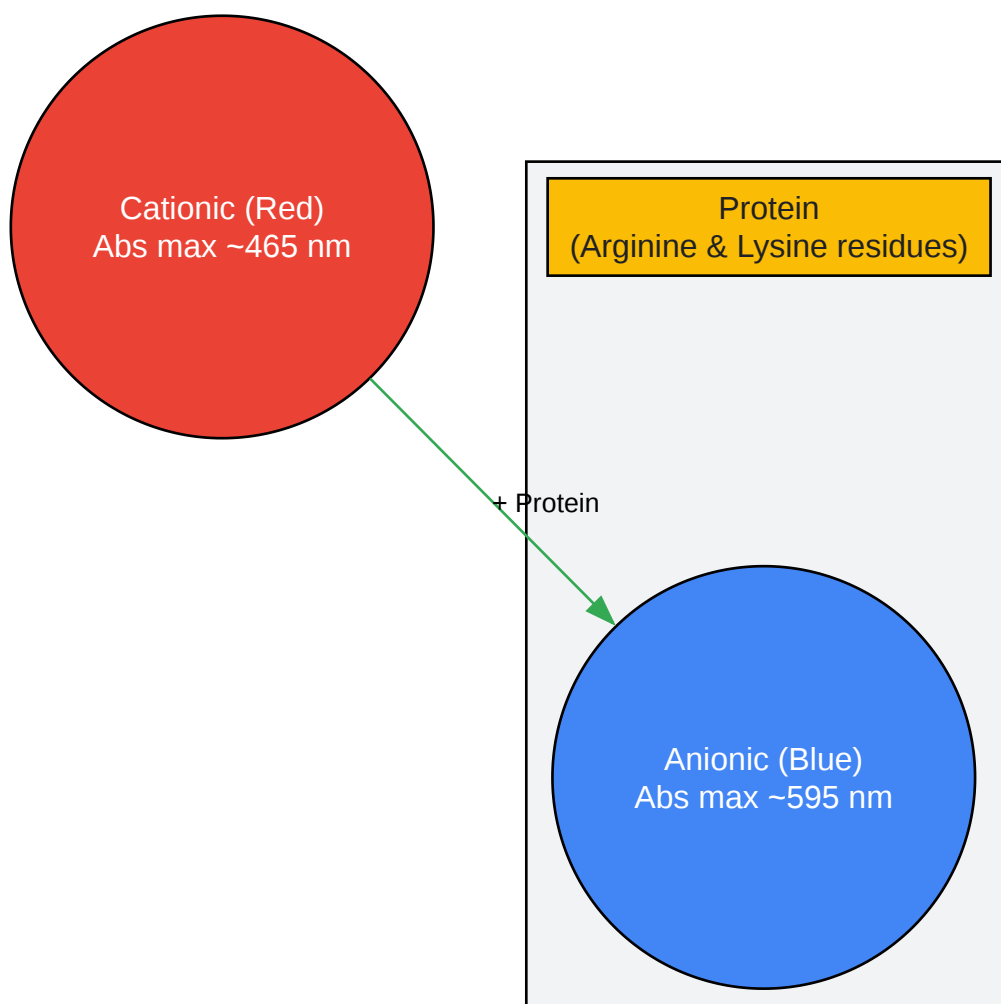 Cationic (Red)
Abs max ~465 nm
Protein
(Arginine & Lysine residues)
+ Protein
Anionic (Blue)
Abs max ~595 nm